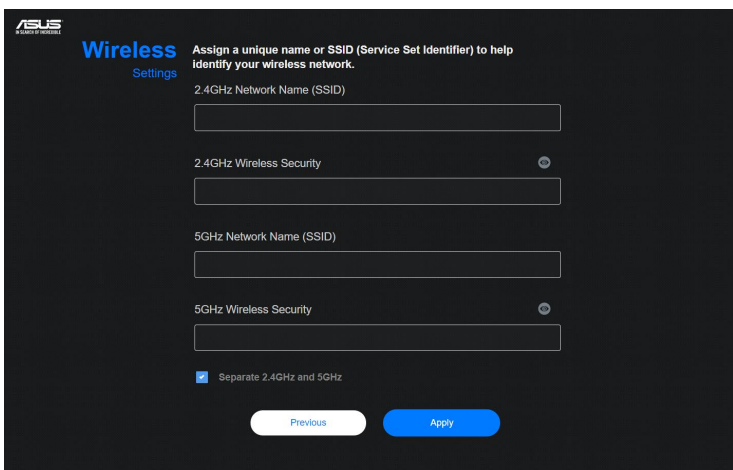 ASUS
IN SEARCH OF INCREDIBLE
Wireless
Settings
Assign a unique name or SSID (Service Set Identifier) to help
identify your wireless network.
2.4GHz Network Name (SSID)
2.4GHz Wireless Security
5GHz Network Name (SSID)
5GHz Wireless Security
Separate 2.4GHz and 5GHz
Previous
Apply